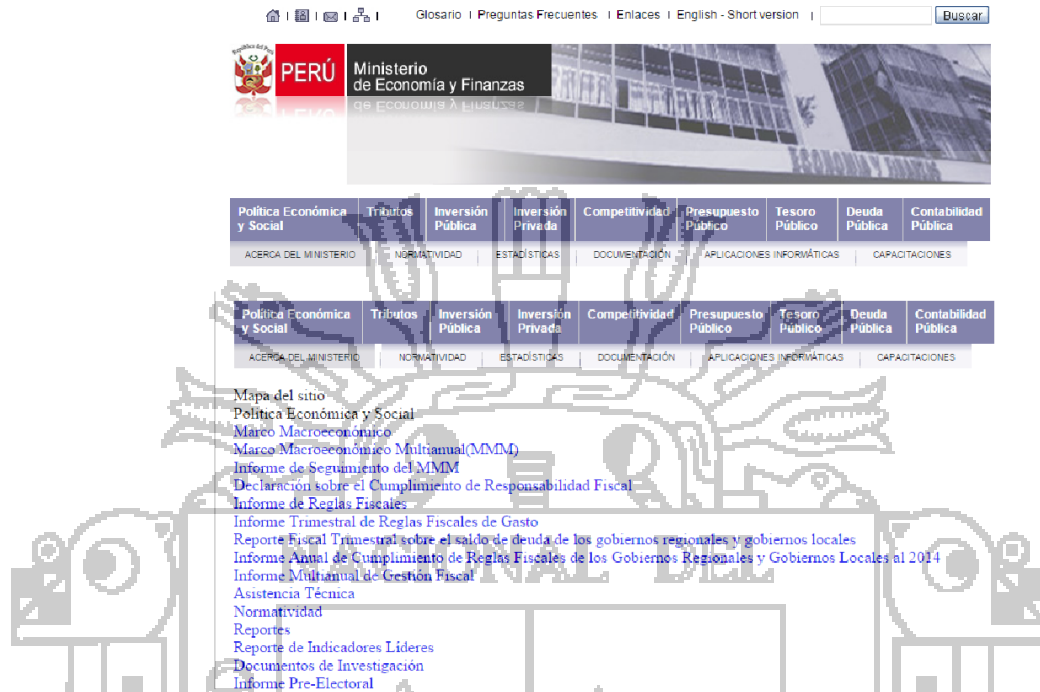 Glosario | Preguntas Frecuentes | Enlaces | English - Short version | Buscar
PERÚ
Ministerio
de Economía y Finanzas
Política Económica y Social Tributos Inversión Pública Inversión Privada Competitividad Presupuesto Público Tesoro Público Deuda Pública Contabilidad Pública
ACERCA DEL MINISTERIO NORMATIVIDAD ESTADÍSTICAS DOCUMENTACIÓN APLICACIONES INFORMÁTICAS CAPACITACIONES
Política Económica y Social Tributos Inversión Pública Inversión Privada Competitividad Presupuesto Público Tesoro Público Deuda Pública Contabilidad Pública
ACERCA DEL MINISTERIO NORMATIVIDAD ESTADÍSTICAS DOCUMENTACIÓN APLICACIONES INFORMÁTICAS CAPACITACIONES
Mapa del sitio
Política Económica y Social
Marco Macroeconómico
Marco Macroeconómico Multianual(MMM)
Informe de Seguimiento del MMM
Declaración sobre el Cumplimiento de Responsabilidad Fiscal
Informe de Reglas Fiscales
Informe Trimestral de Reglas Fiscales de Gasto
Reporte Fiscal Trimestral sobre el saldo de deuda de los gobiernos regionales y gobiernos locales
Informe Anual de Cumplimiento de Reglas Fiscales de los Gobiernos Regionales y Gobiernos Locales al 2014
NACIONAL DEL
Informe Multianual de Gestión Fiscal
Asistencia Técnica
Normatividad
Reportes
Reporte de Indicadores Líderes
Documentos de Investigación
Informe Pre-Electoral